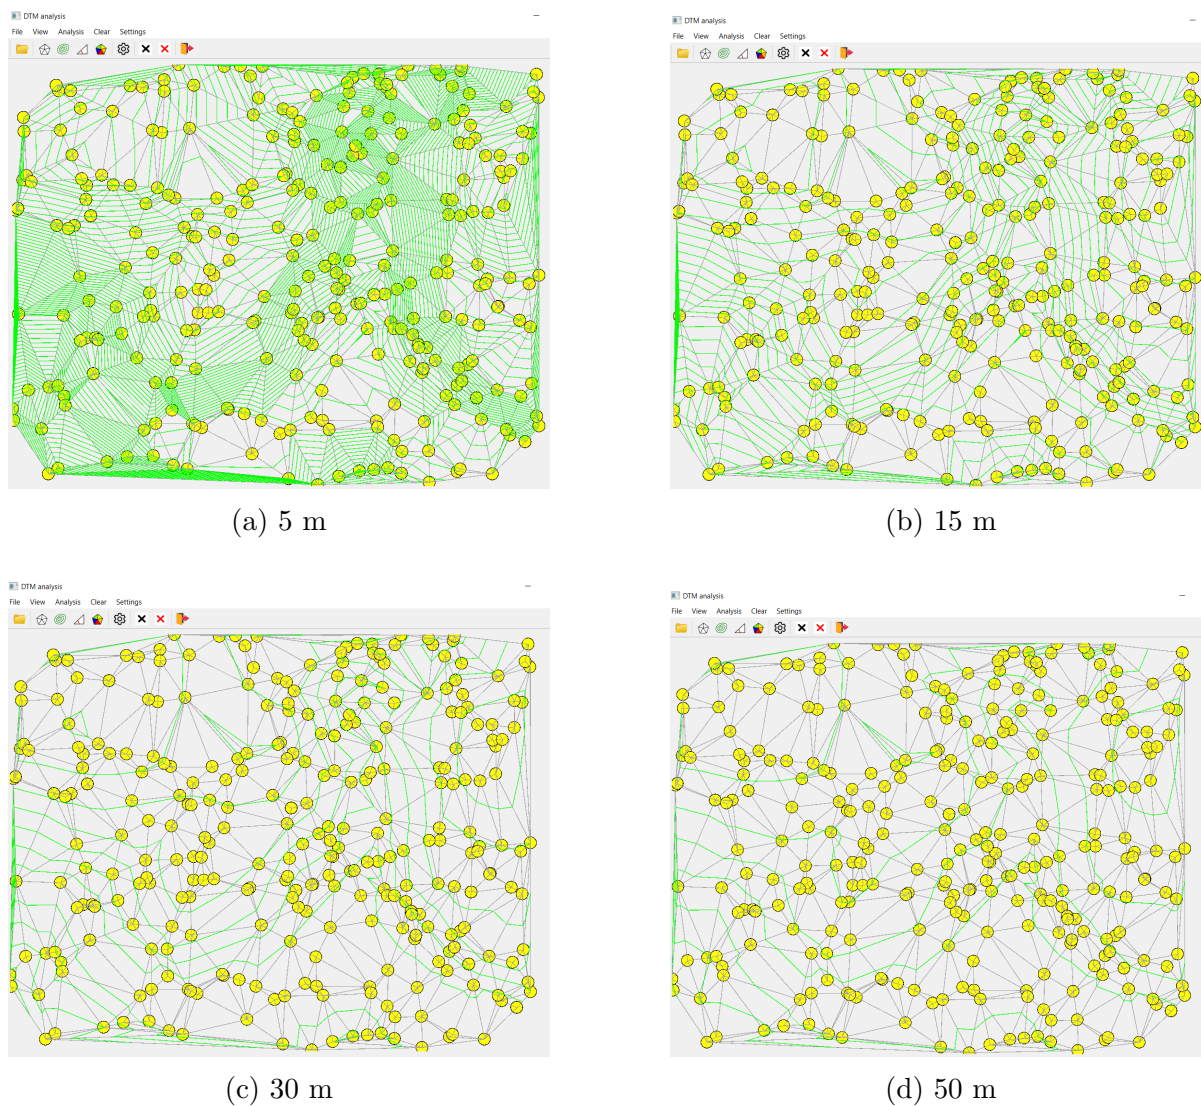 DTM analysis
File View Analysis Clear Settings
(a) 5 m
DTM analysis
File View Analysis Clear Settings
(b) 15 m
DTM analysis
File View Analysis Clear Settings
(c) 30 m
DTM analysis
File View Analysis Clear Settings
(d) 50 m